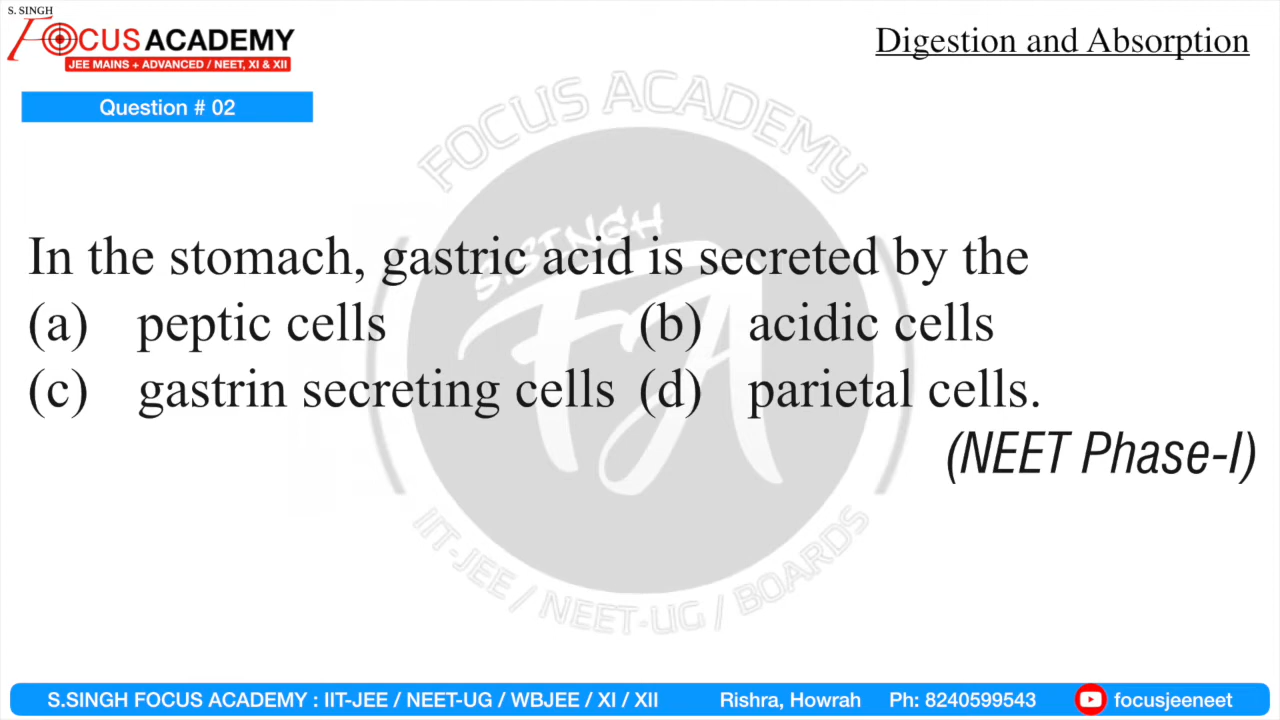 S. SINGH
FOCUS ACADEMY
JEE MAINS + ADVANCED / NEET, XI & XII
Digestion and Absorption
Question # 02
FOCUS ACADEMY
S.SINGH
FA
In the stomach, gastric acid is secreted by the
(a) peptic cells (b) acidic cells
(c) gastrin secreting cells (d) parietal cells.
(NEET Phase-I)
IIT-JEE / NEET-UG / BOARDS
S.SINGH FOCUS ACADEMY : IIT-JEE / NEET-UG / WBJEE / XI / XII Rishra, Howrah Ph: 8240599543 focusjeeneet